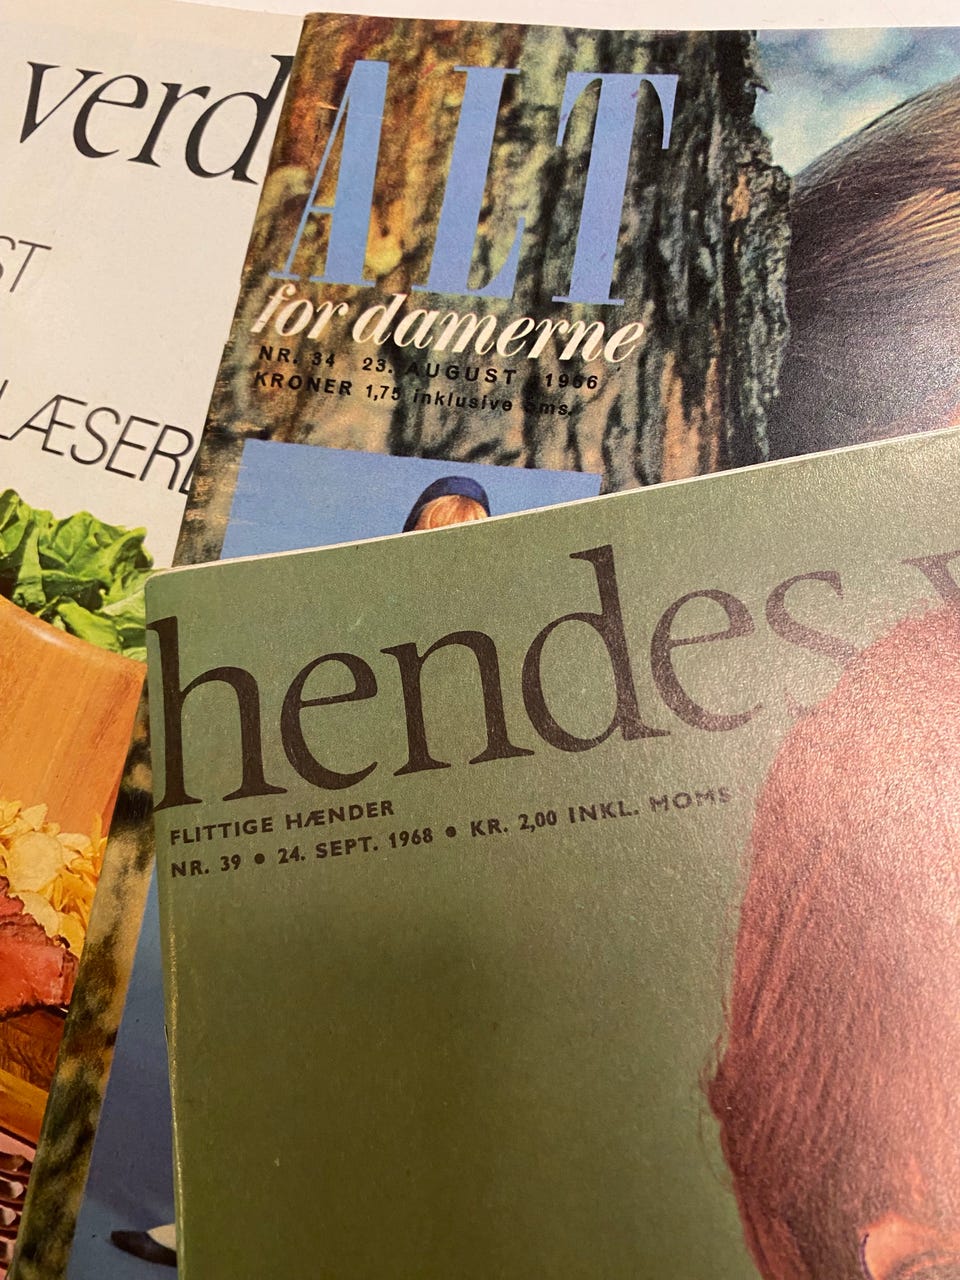 verd
ST
LÆSER
ALT
for damerne
NR. 34 23. AUGUST 1966
KRONER 1,75 inklusive oms
hendes
FLITTIGE HÆNDER
NR. 39 • 24. SEPT. 1968 • KR. 2,00 INKL. MOMS